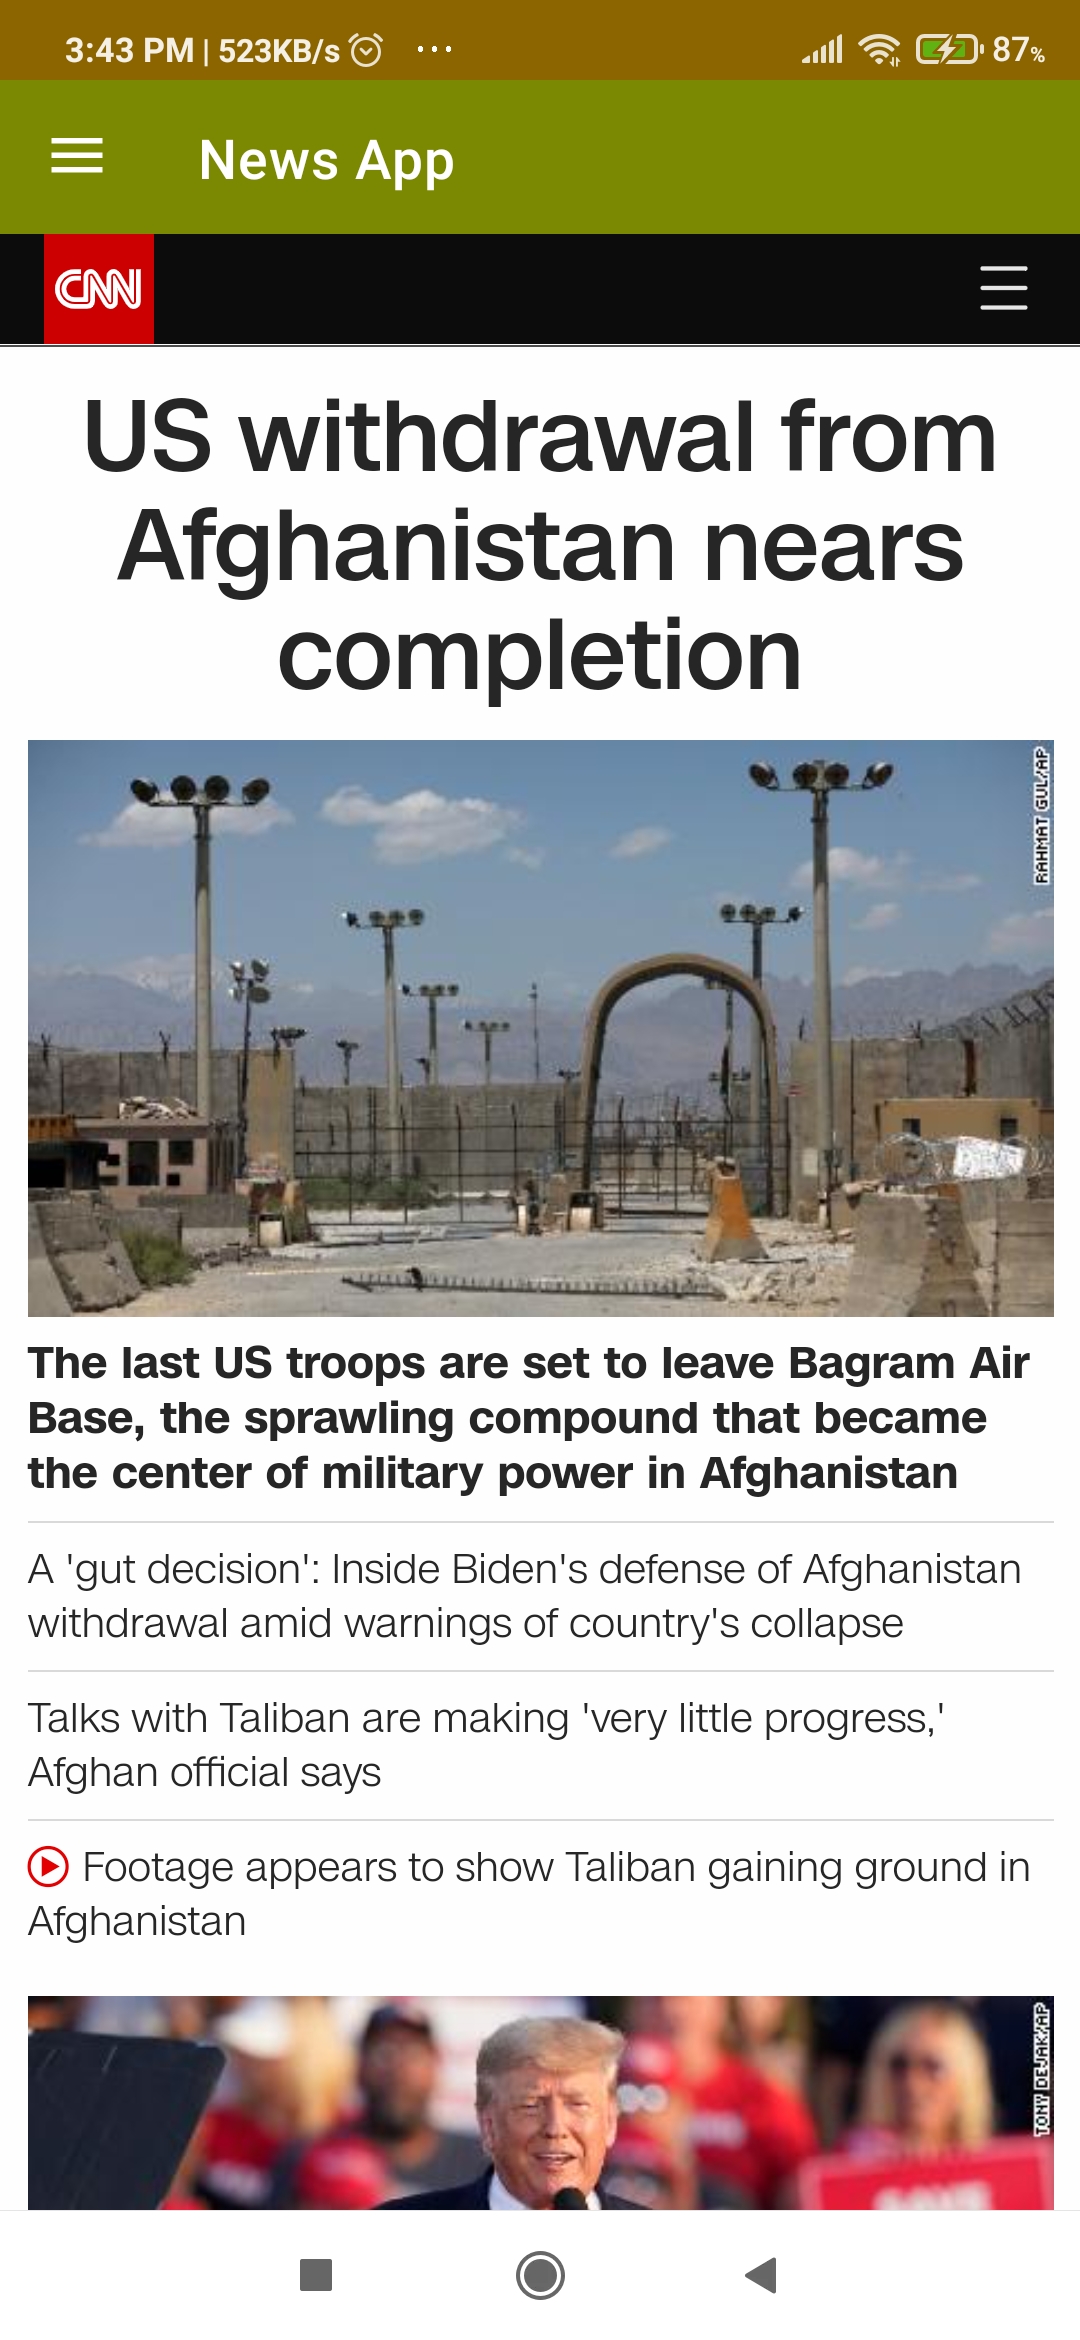 3:43 PM | 523KB/s ... 87%
News App
CNN
US withdrawal from
Afghanistan nears
completion
RAHMAT GUL/AP
The last US troops are set to leave Bagram Air
Base, the sprawling compound that became
the center of military power in Afghanistan
A 'gut decision': Inside Biden's defense of Afghanistan
withdrawal amid warnings of country's collapse
Talks with Taliban are making 'very little progress,'
Afghan official says
Footage appears to show Taliban gaining ground in
Afghanistan
TONY DEJAK/AP